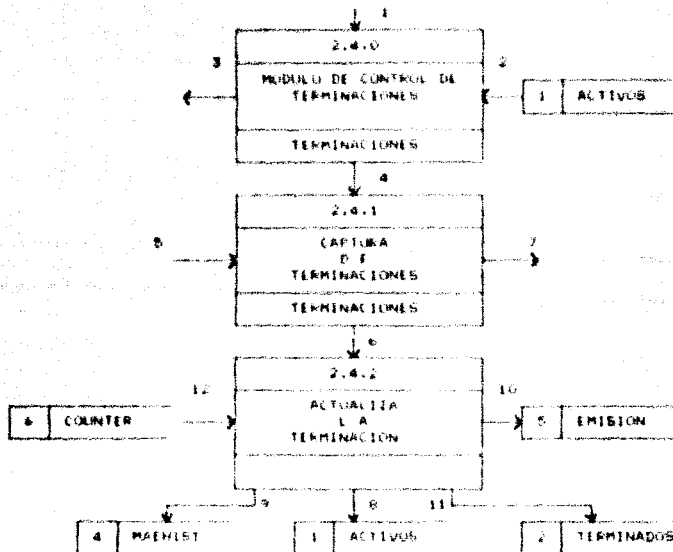 1
2.4.0
3
2
MODULO DE CONTROL DE
TERMINACIONES
1 ACTIVOS
TERMINACIONES
4
2.4.1
5
7
CAPTURA
D E
TERMINACIONES
TERMINACIONES
6
2.4.2
12
10
ACTUALIZA
L A
TERMINACION
6 COUNTER
5 EMISION
9
8
11
4 MAEHIST
1 ACTIVOS
2 TERMINADOS